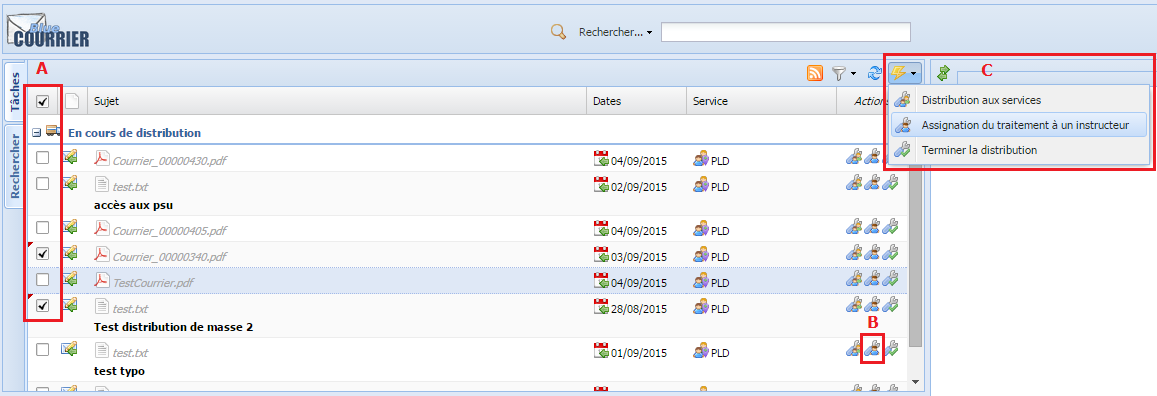 Blue
COURRIER
Rechercher...
A
C
Tâches
Rechercher
Sujet Dates Service Actions
Distribution aux services
Assignation du traitement à un instructeur
Terminer la distribution
En cours de distribution
Courrier_00000430.pdf 04/09/2015 PLD
test.txt 02/09/2015 PLD
accès aux psu
Courrier_00000405.pdf 04/09/2015 PLD
Courrier_00000340.pdf 03/09/2015 PLD
TestCourrier.pdf 04/09/2015 PLD
test.txt 28/08/2015 PLD
Test distribution de masse 2
B
test.txt 01/09/2015 PLD
test typo